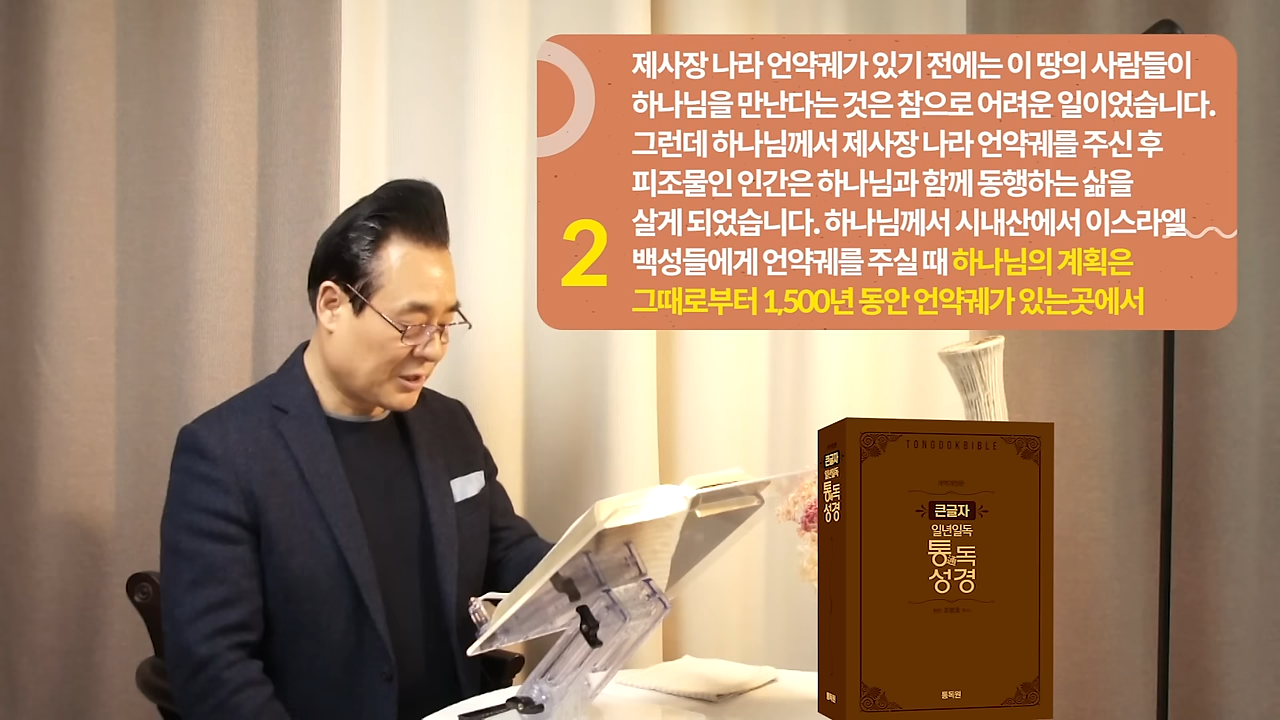 제사장 나라 언약궤가 있기 전에는 이 땅의 사람들이
하나님을 만난다는 것은 참으로 어려운 일이었습니다.
그런데 하나님께서 제사장 나라 언약궤를 주신 후
피조물인 인간은 하나님과 함께 동행하는 삶을
살게 되었습니다. 하나님께서 시내산에서 이스라엘
2
백성들에게 언약궤를 주실 때 하나님의 계획은
그때로부터 1,500년 동안 언약궤가 있는곳에서
TONGDOKBIBLE
큰글자
일년일독
통독
성경
통독원
큰글자
일년일독
통독
성경
통독원